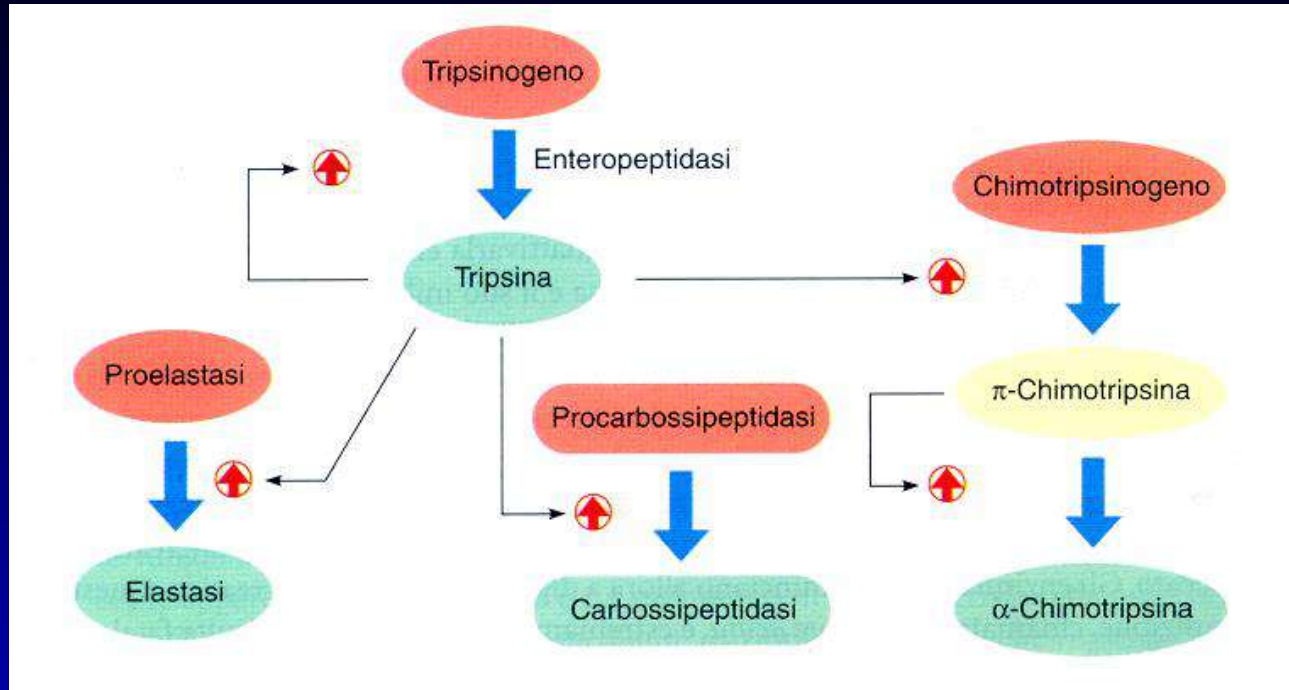 Tripsinogeno
Enteropeptidasi
Chimotripsinogeno
Tripsina
Proelastasi
Procarbossipeptidasi
π-Chimotripsina
Elastasi
Carbossipeptidasi
α-Chimotripsina